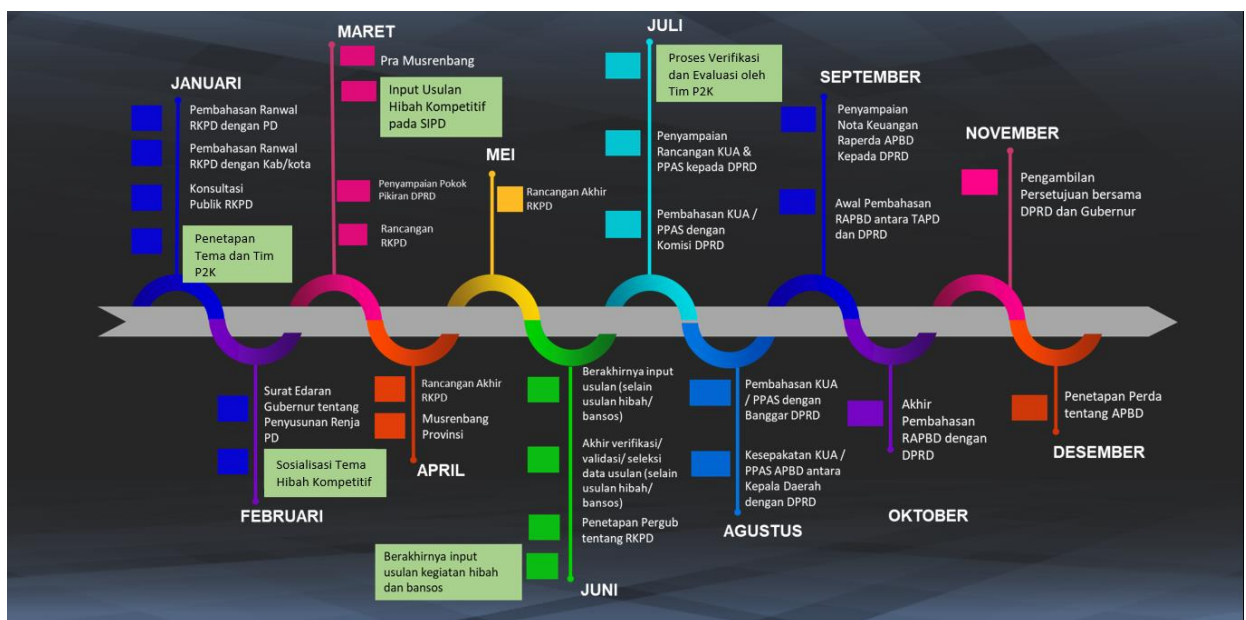 JANUARI
Pembahasan Ranwal
RKPD dengan PD
Pembahasan Ranwal
RKPD dengan Kab/kota
Konsultasi
Publik RKPD
Penetapan
Tema dan Tim
P2K
FEBRUARI
Surat Edaran
Gubernur tentang
Penyusunan Renja
PD
Sosialisasi Tema
Hibah Kompetitif
MARET
Pra Musrenbang
Input Usulan
Hibah Kompetitif
pada SIPD
Penyampaian Pokok
Pikiran DPRD
Rancangan
RKPD
APRIL
Rancangan Akhir
RKPD
Musrenbang
Provinsi
MEI
Rancangan Akhir
RKPD
JUNI
Berakhirnya input
usulan (selain
usulan hibah/
bansos)
Akhir verifikasi/
validasi/ seleksi
data usulan (selain
usulan hibah/
bansos)
Penetapan Pergub
tentang RKPD
Berakhirnya input
usulan kegiatan hibah
dan bansos
JULI
Proses Verifikasi
dan Evaluasi oleh
Tim P2K
Penyampaian
Rancangan KUA &
PPAS kepada DPRD
Pembahasan KUA /
PPAS dengan
Komisi DPRD
AGUSTUS
Pembahasan KUA
/ PPAS dengan
Banggar DPRD
Kesepakatan KUA /
PPAS APBD antara
Kepala Daerah
dengan DPRD
SEPTEMBER
Penyampaian
Nota Keuangan
Raperda APBD
Kepada DPRD
Awal Pembahasan
RAPBD antara TAPD
dan DPRD
OKTOBER
Akhir
Pembahasan
RAPBD dengan
DPRD
NOVEMBER
Pengambilan
Persetujuan bersama
DPRD dan Gubernur
DESEMBER
Penetapan Perda
tentang APBD